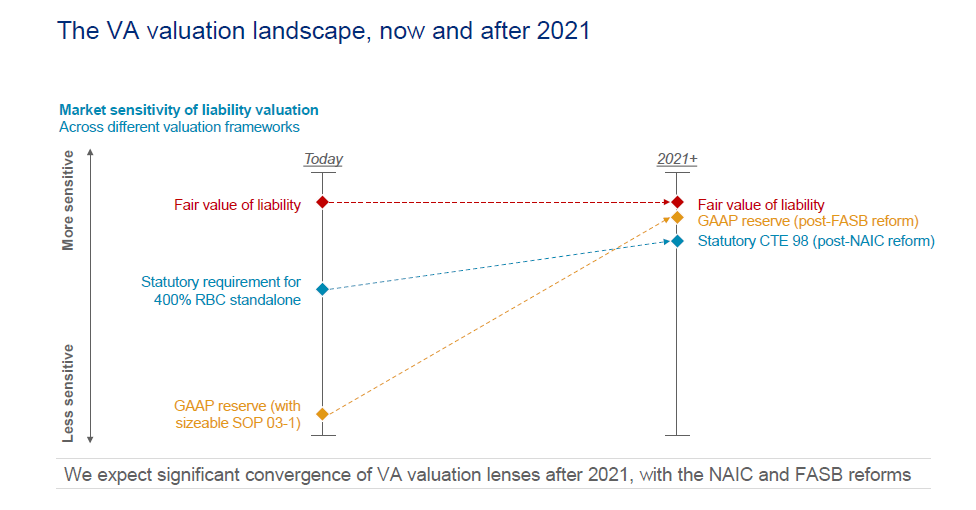 The VA valuation landscape, now and after 2021
Market sensitivity of liability valuation
Across different valuation frameworks
More sensitive
Less sensitive
Today
2021+
Fair value of liability
Statutory requirement for
400% RBC standalone
GAAP reserve (with
sizeable SOP 03-1)
Fair value of liability
GAAP reserve (post-FASB reform)
Statutory CTE 98 (post-NAIC reform)
We expect significant convergence of VA valuation lenses after 2021, with the NAIC and FASB reforms